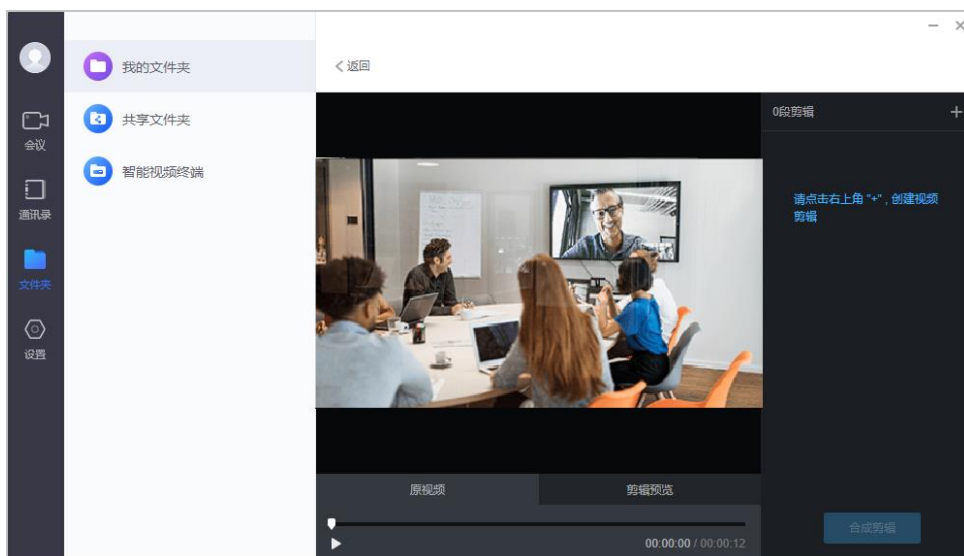 我的文件夹
返回
共享文件夹
0段剪辑
+
会议
智能视频终端
通讯录
请点击右上角 "+"，创建视频
剪辑
文件夹
设置
原视频
剪辑预览
合成剪辑
00:00:00 / 00:00:12